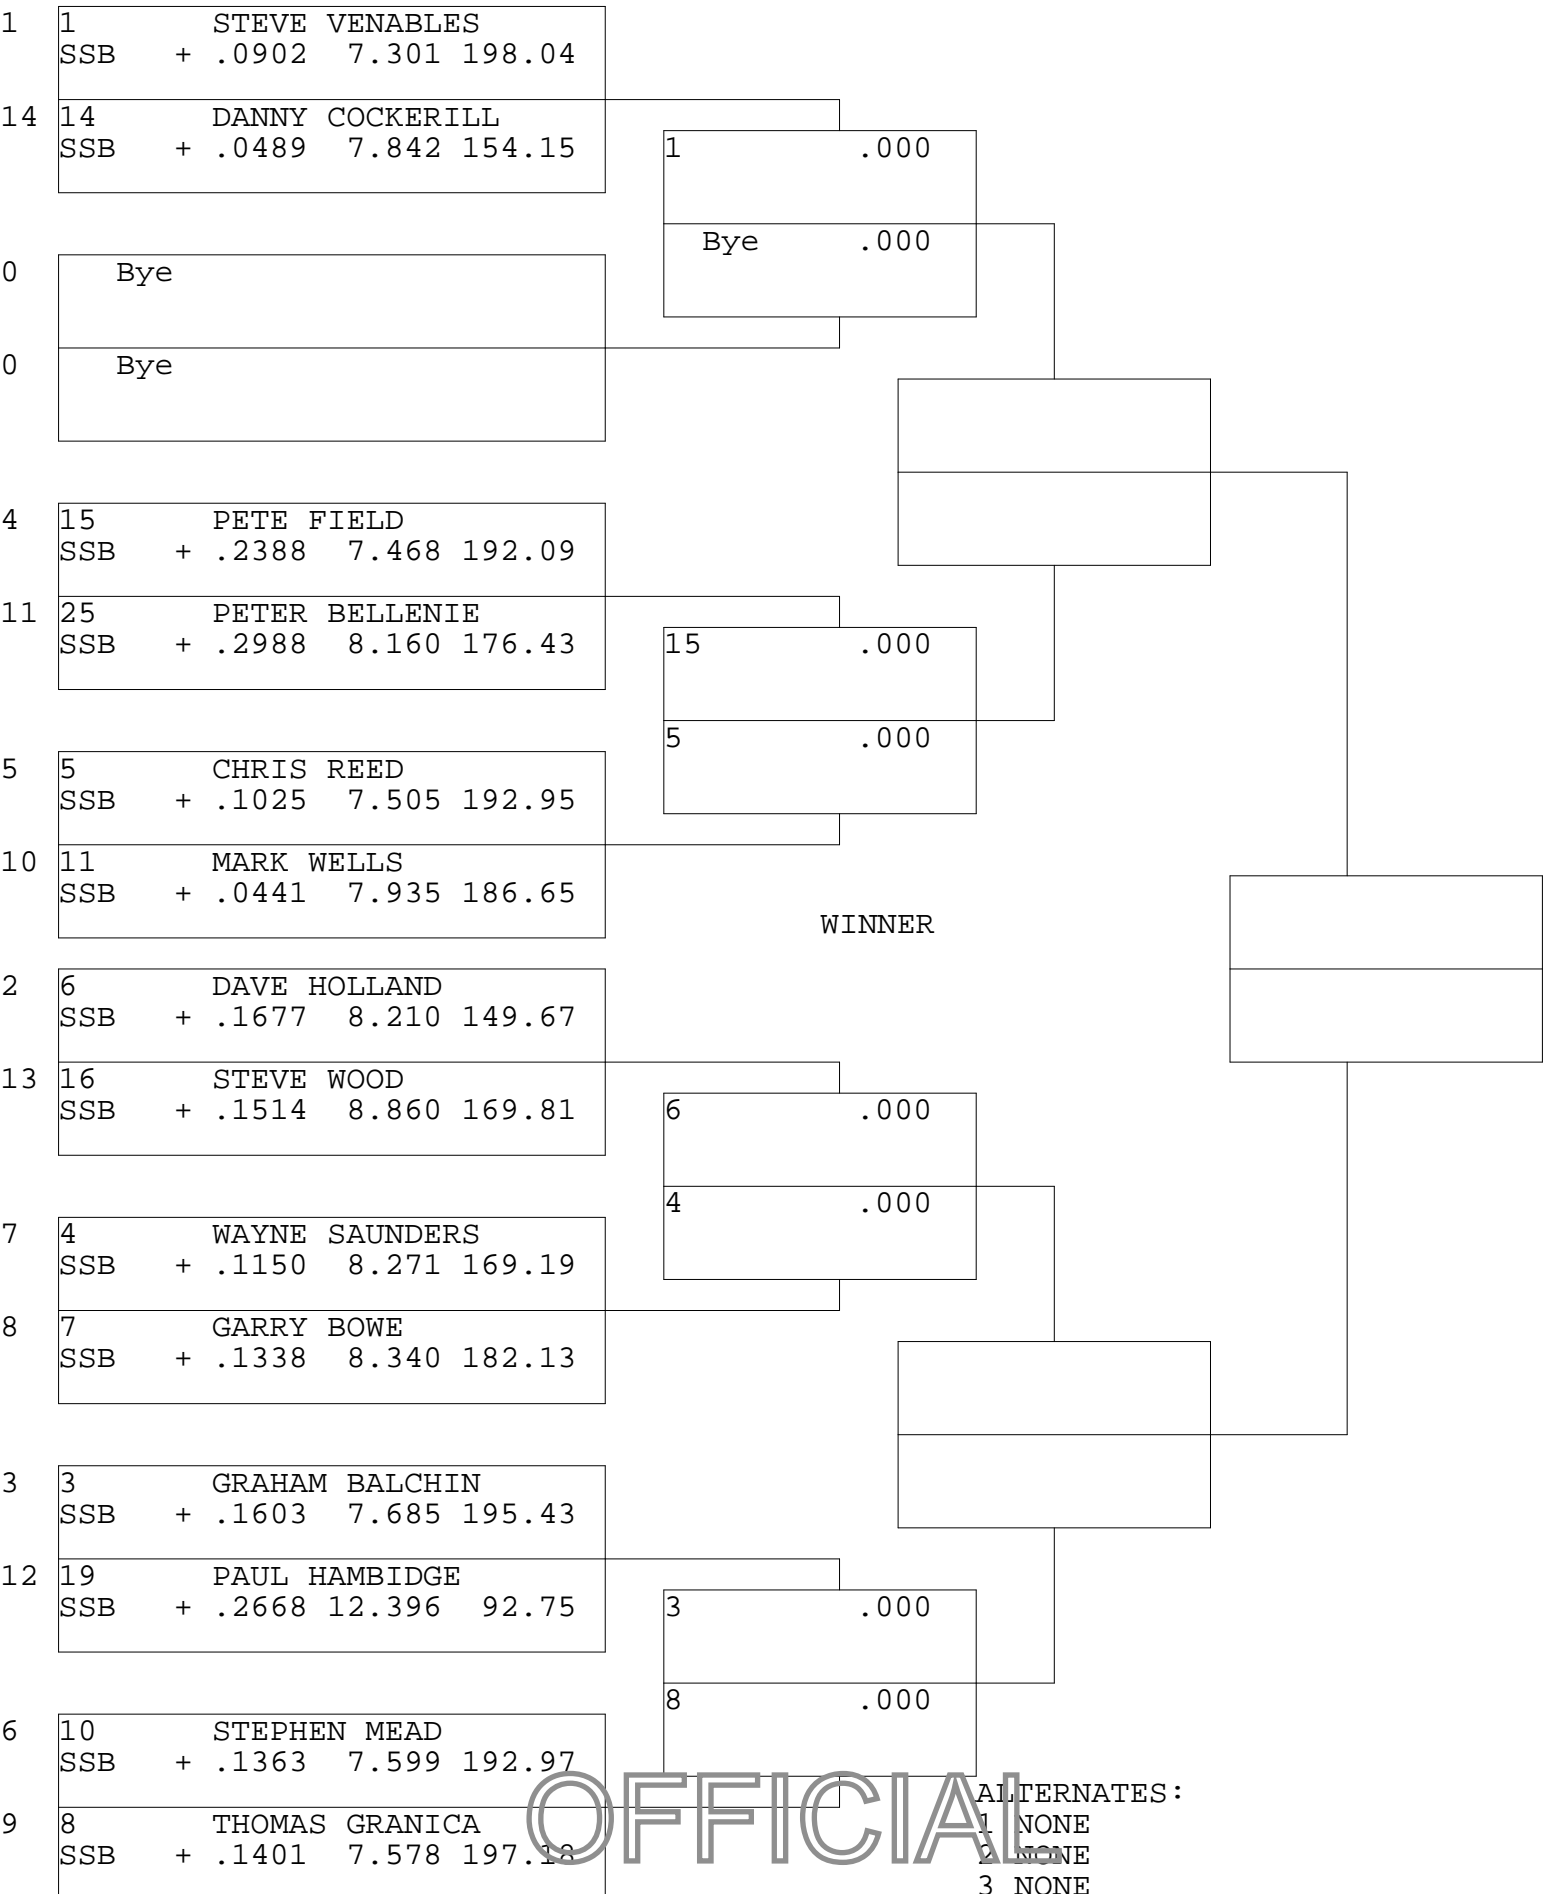 1 1 STEVE VENABLES
SSB + .0902 7.301 198.04
14 14 DANNY COCKERILL
SSB + .0489 7.842 154.15
1 .000
Bye .000
0 Bye
0 Bye
4 15 PETE FIELD
SSB + .2388 7.468 192.09
11 25 PETER BELLENIE
SSB + .2988 8.160 176.43
15 .000
5 .000
5 5 CHRIS REED
SSB + .1025 7.505 192.95
10 11 MARK WELLS
SSB + .0441 7.935 186.65
WINNER
2 6 DAVE HOLLAND
SSB + .1677 8.210 149.67
13 16 STEVE WOOD
SSB + .1514 8.860 169.81
6 .000
4 .000
7 4 WAYNE SAUNDERS
SSB + .1150 8.271 169.19
8 7 GARRY BOWE
SSB + .1338 8.340 182.13
3 3 GRAHAM BALCHIN
SSB + .1603 7.685 195.43
12 19 PAUL HAMBIDGE
SSB + .2668 12.396 92.75
3 .000
8 .000
6 10 STEPHEN MEAD
SSB + .1363 7.599 192.97
9 8 THOMAS GRANICA
SSB + .1401 7.578 197.18
OFFICIAL
ALTERNATES:
1 NONE
2 NONE
3 NONE